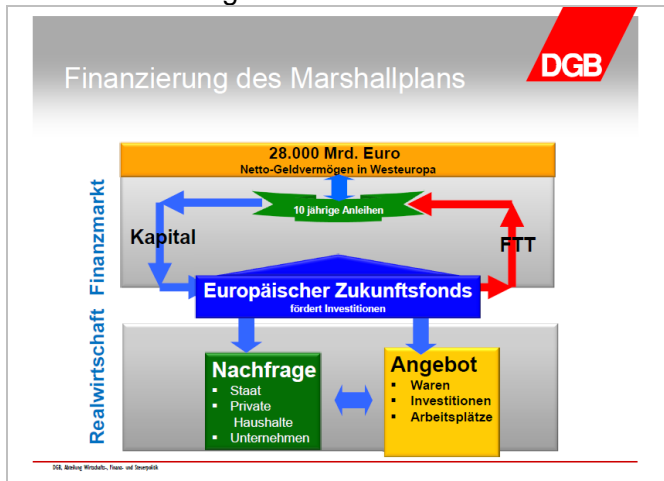 Finanzierung des Marshallplans
DGB
28.000 Mrd. Euro
Netto-Geldvermögen in Westeuropa
10 jährige Anleihen
Kapital
FTT
Finanzmarkt
Europäischer Zukunftsfonds
fördert Investitionen
Realwirtschaft
Nachfrage
▪ Staat
▪ Private
Haushalte
▪ Unternehmen
Angebot
▪ Waren
▪ Investitionen
▪ Arbeitsplätze
DGB, Abteilung Wirtschafts-, Finanz- und Steuerpolitik